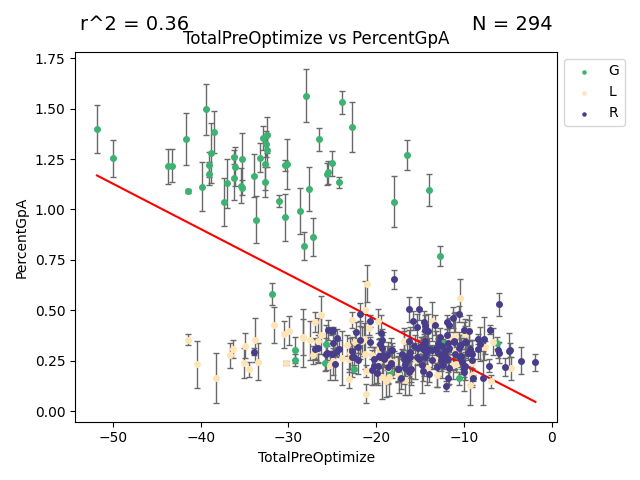 r^2 = 0.36
N = 294
TotalPreOptimize vs PercentGpA
1.75
1.50
1.25
1.00
0.75
0.50
0.25
0.00
PercentGpA
−50
−40
−30
−20
−10
0
TotalPreOptimize
G
L
R